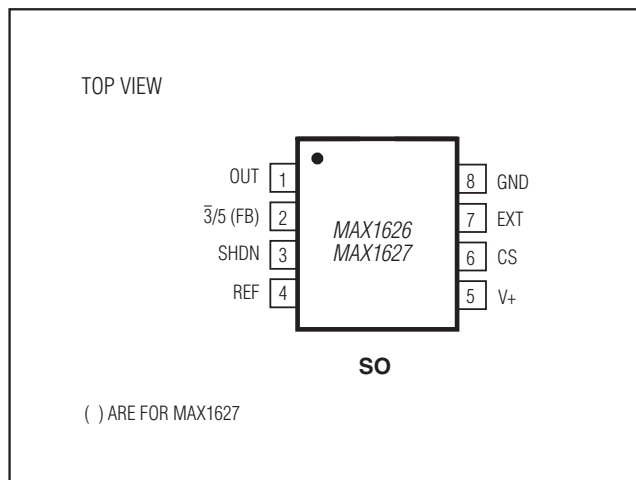 TOP VIEW
OUT 1
3̅/5 (FB) 2
SHDN 3
REF 4
MAX1626
MAX1627
8 GND
7 EXT
6 CS
5 V+
SO
( ) ARE FOR MAX1627